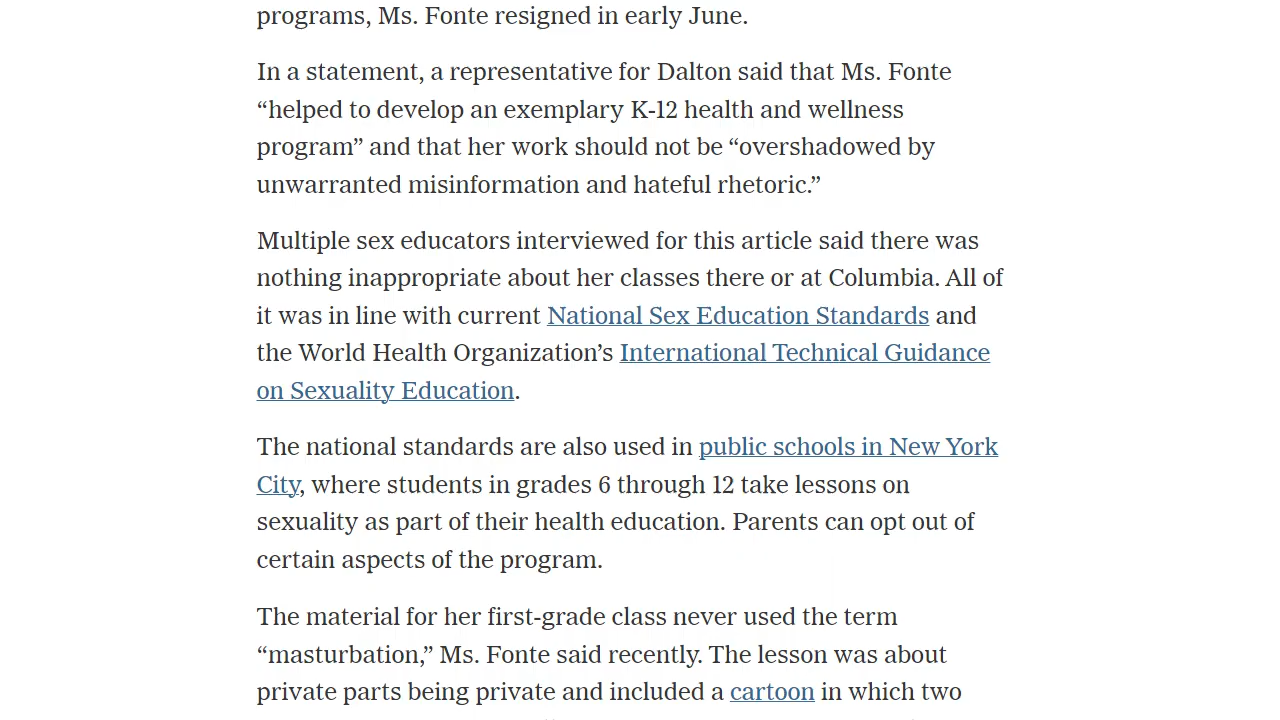 programs, Ms. Fonte resigned in early June.
In a statement, a representative for Dalton said that Ms. Fonte
“helped to develop an exemplary K-12 health and wellness
program” and that her work should not be “overshadowed by
unwarranted misinformation and hateful rhetoric.”
Multiple sex educators interviewed for this article said there was
nothing inappropriate about her classes there or at Columbia. All of
it was in line with current National Sex Education Standards and
the World Health Organization’s International Technical Guidance
on Sexuality Education.
The national standards are also used in public schools in New York
City, where students in grades 6 through 12 take lessons on
sexuality as part of their health education. Parents can opt out of
certain aspects of the program.
The material for her first-grade class never used the term
“masturbation,” Ms. Fonte said recently. The lesson was about
private parts being private and included a cartoon in which two